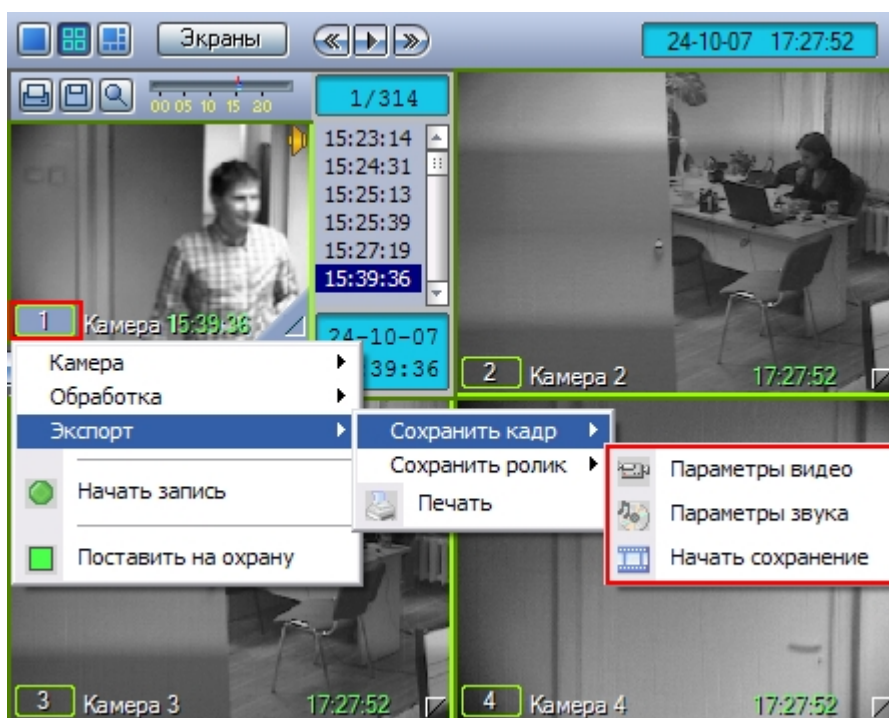 Экраны
24-10-07 17:27:52
00 05 10 15 20
1/314
15:23:14
15:24:31
15:25:13
15:25:39
15:27:19
15:39:36
1 Камера 15:39:36
24-10-07
39:36
2 Камера 2 17:27:52
Камера
Обработка
Экспорт
Начать запись
Поставить на охрану
Сохранить кадр
Сохранить ролик
Печать
Параметры видео
Параметры звука
Начать сохранение
3 Камера 3 17:27:52
4 Камера 4 17:27:52